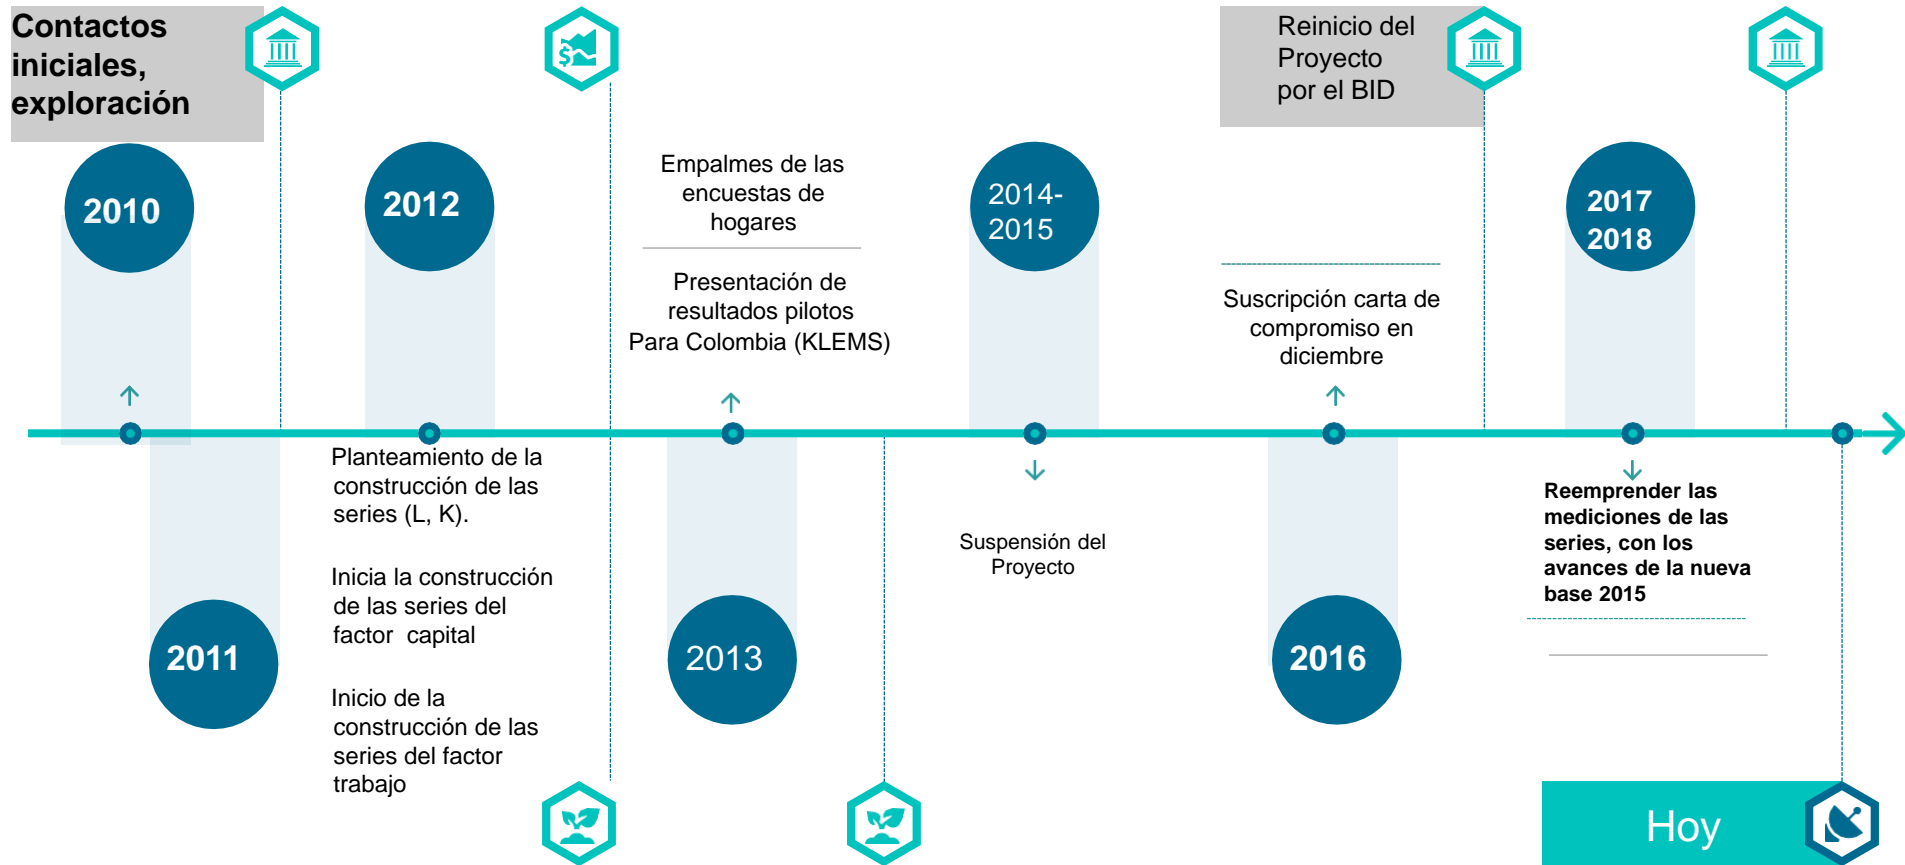 Contactos
iniciales,
exploración
2010
2011
2012
Planteamiento de la
construcción de las
series (L, K).
Inicia la construcción
de las series del
factor capital
Inicio de la
construcción de las
series del factor
trabajo
Empalmes de las
encuestas de
hogares
Presentación de
resultados pilotos
Para Colombia (KLEMS)
2013
2014-
2015
Suspensión del
Proyecto
Reinicio del
Proyecto
por el BID
Suscripción carta de
compromiso en
diciembre
2016
2017
2018
Reemprender las
mediciones de las
series, con los
avances de la nueva
base 2015
Hoy